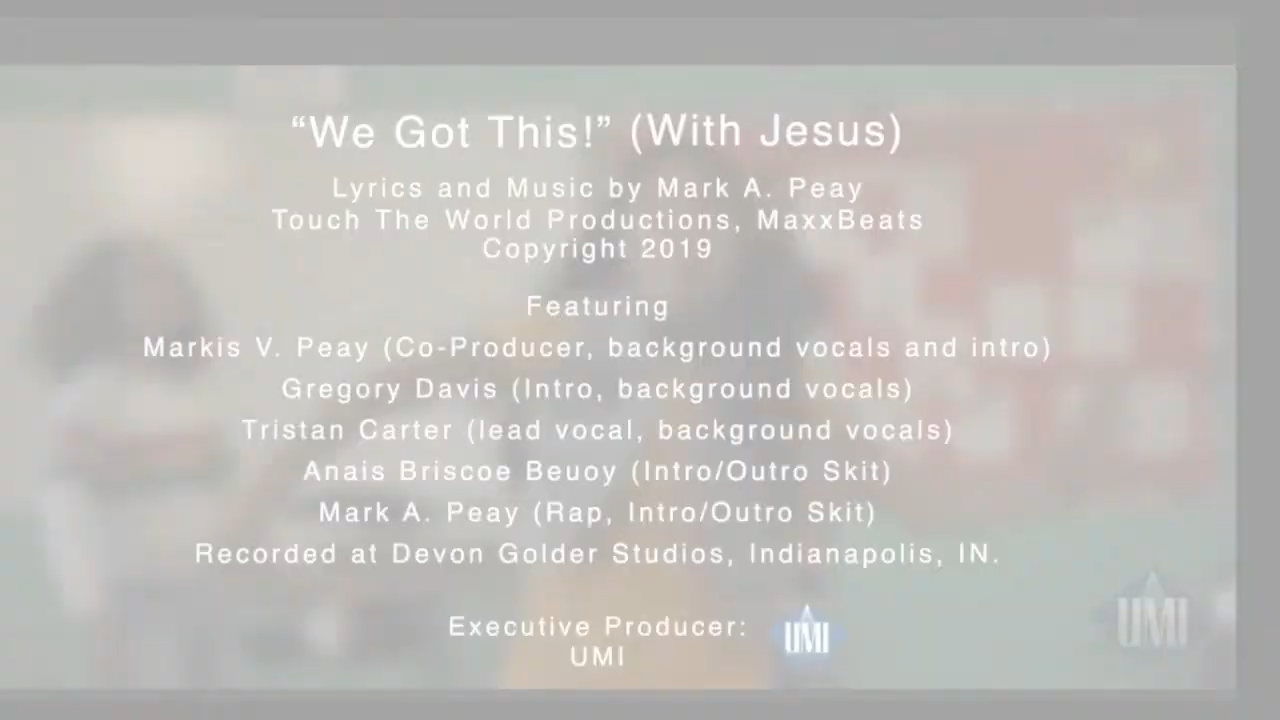 “We Got This!” (With Jesus)
Lyrics and Music by Mark A. Peay
Touch The World Productions, MaxxBeats
Copyright 2019
Featuring
Markis V. Peay (Co-Producer, background vocals and intro)
Gregory Davis (Intro, background vocals)
Tristan Carter (lead vocal, background vocals)
Anais Briscoe Beuoy (Intro/Outro Skit)
Mark A. Peay (Rap, Intro/Outro Skit)
Recorded at Devon Golder Studios, Indianapolis, IN.
Executive Producer:
UMI
UMI
UMI